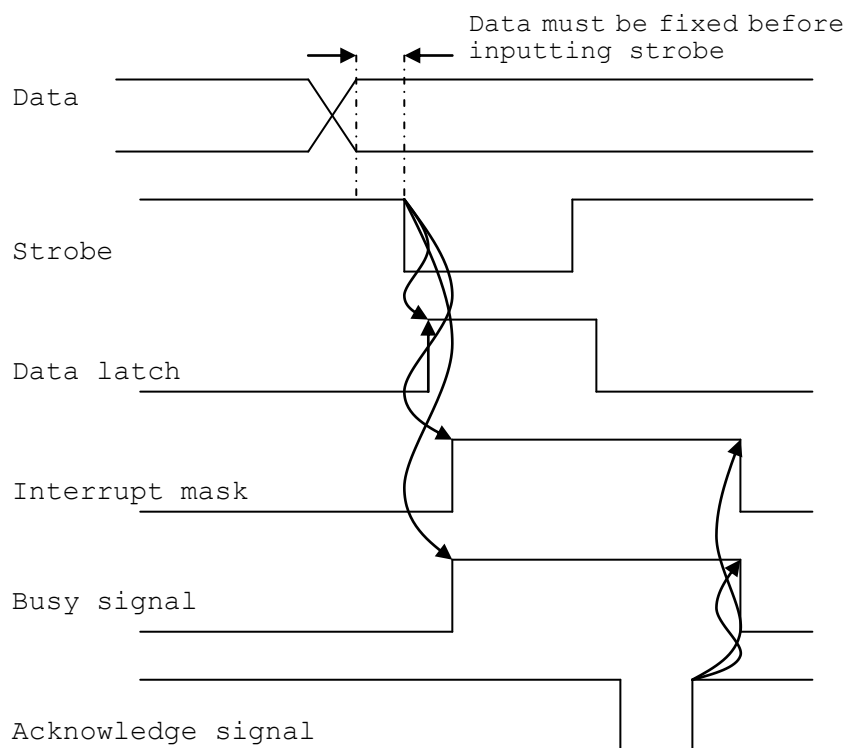 Data must be fixed before
inputting strobe
Data
Strobe
Data latch
Interrupt mask
Busy signal
Acknowledge signal